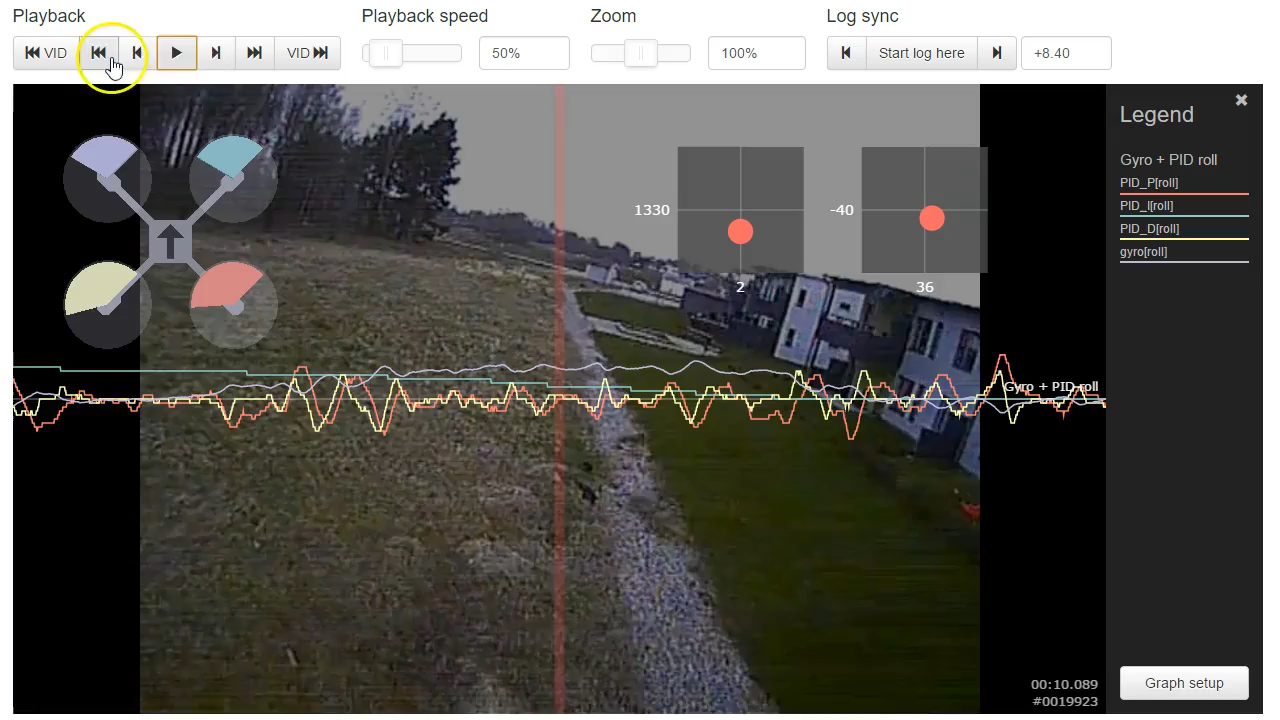 Playback
Playback speed
Zoom
Log sync
VID
VID
50%
100%
Start log here
+8.40
Legend
Gyro + PID roll
PID_P[roll]
PID_I[roll]
PID_D[roll]
gyro[roll]
1330
2
-40
36
Gyro + PID roll
00:10.089
#0019923
Graph setup